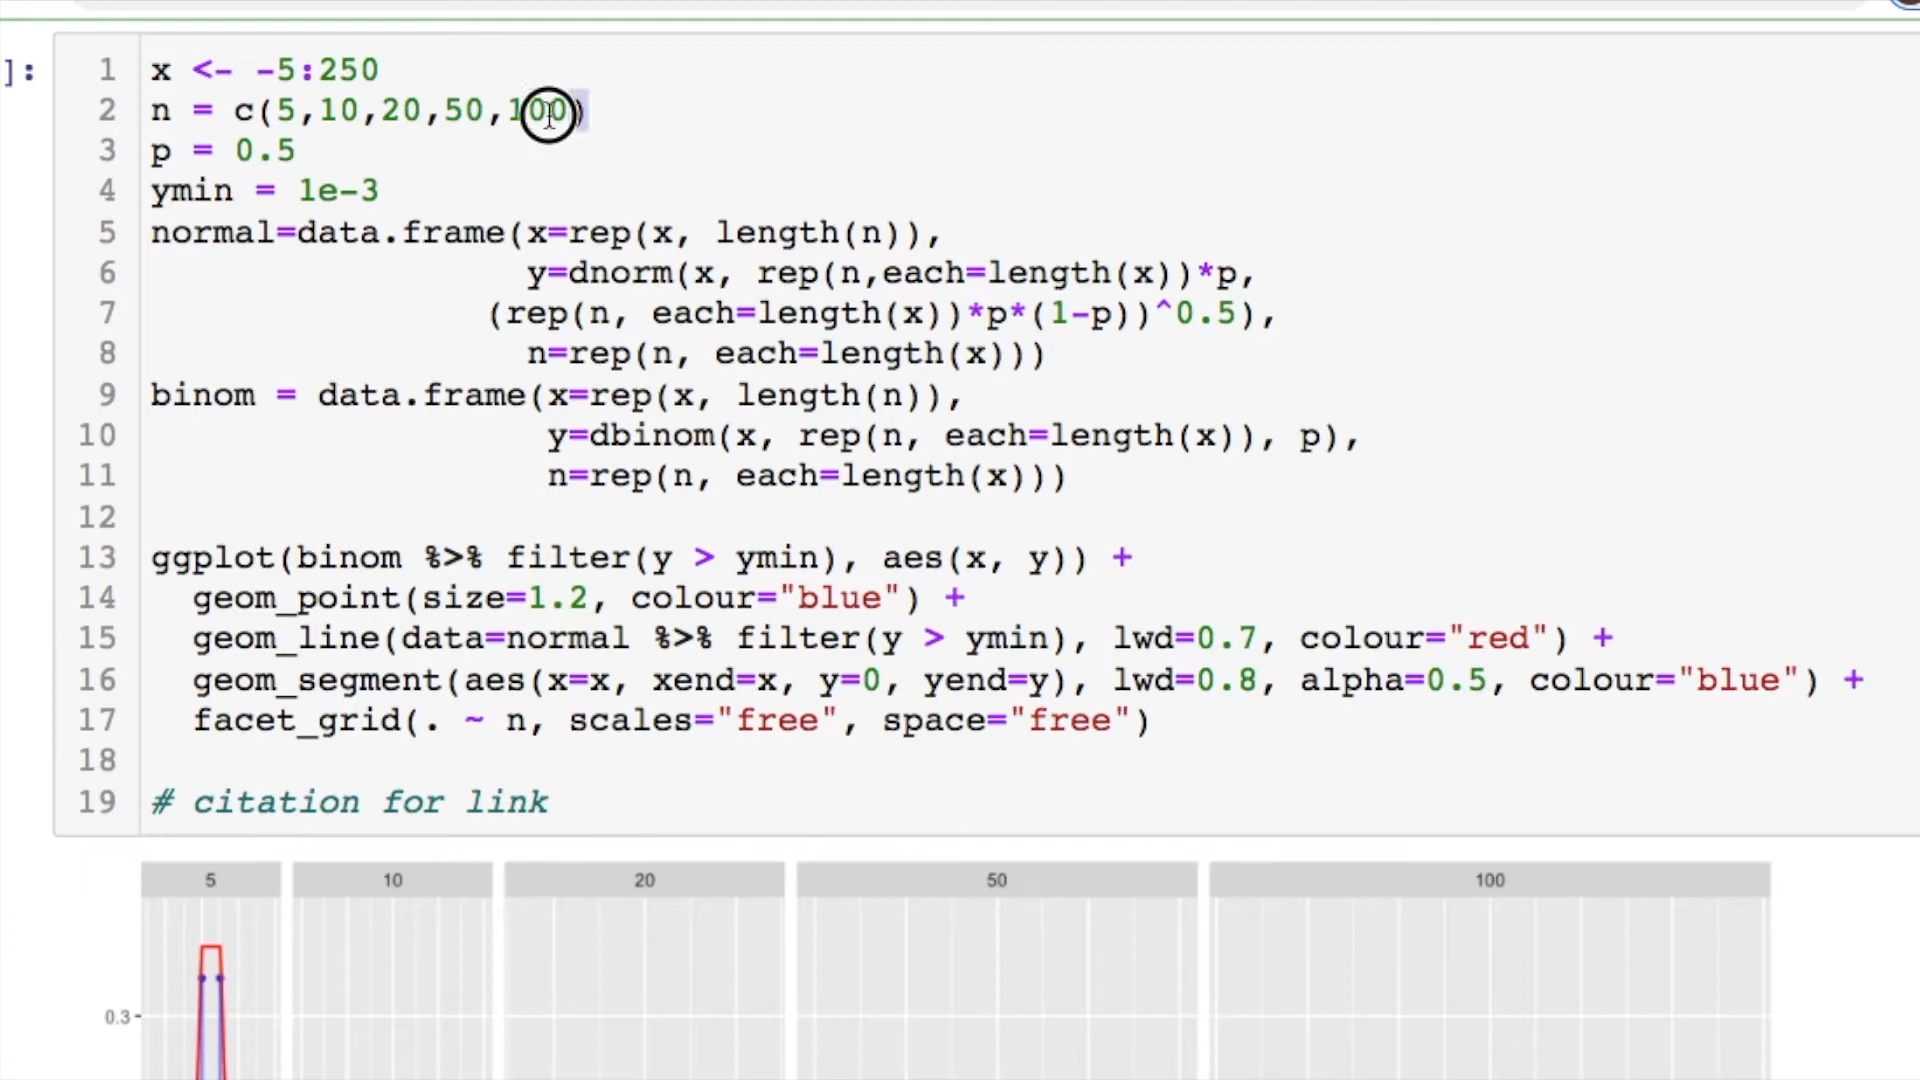 ]:
1 x <- -5:250
2 n = c(5,10,20,50,100)
3 p = 0.5
4 ymin = 1e-3
5 normal=data.frame(x=rep(x, length(n)),
6 y=dnorm(x, rep(n,each=length(x))*p,
7 (rep(n, each=length(x))*p*(1-p))^0.5),
8 n=rep(n, each=length(x)))
9 binom = data.frame(x=rep(x, length(n)),
10 y=dbinom(x, rep(n, each=length(x)), p),
11 n=rep(n, each=length(x)))
12
13 ggplot(binom %>% filter(y > ymin), aes(x, y)) +
14 geom_point(size=1.2, colour="blue") +
15 geom_line(data=normal %>% filter(y > ymin), lwd=0.7, colour="red") +
16 geom_segment(aes(x=x, xend=x, y=0, yend=y), lwd=0.8, alpha=0.5, colour="blue") +
17 facet_grid(. ~ n, scales="free", space="free")
18
19 # citation for link
5 10 20 50 100
0.3